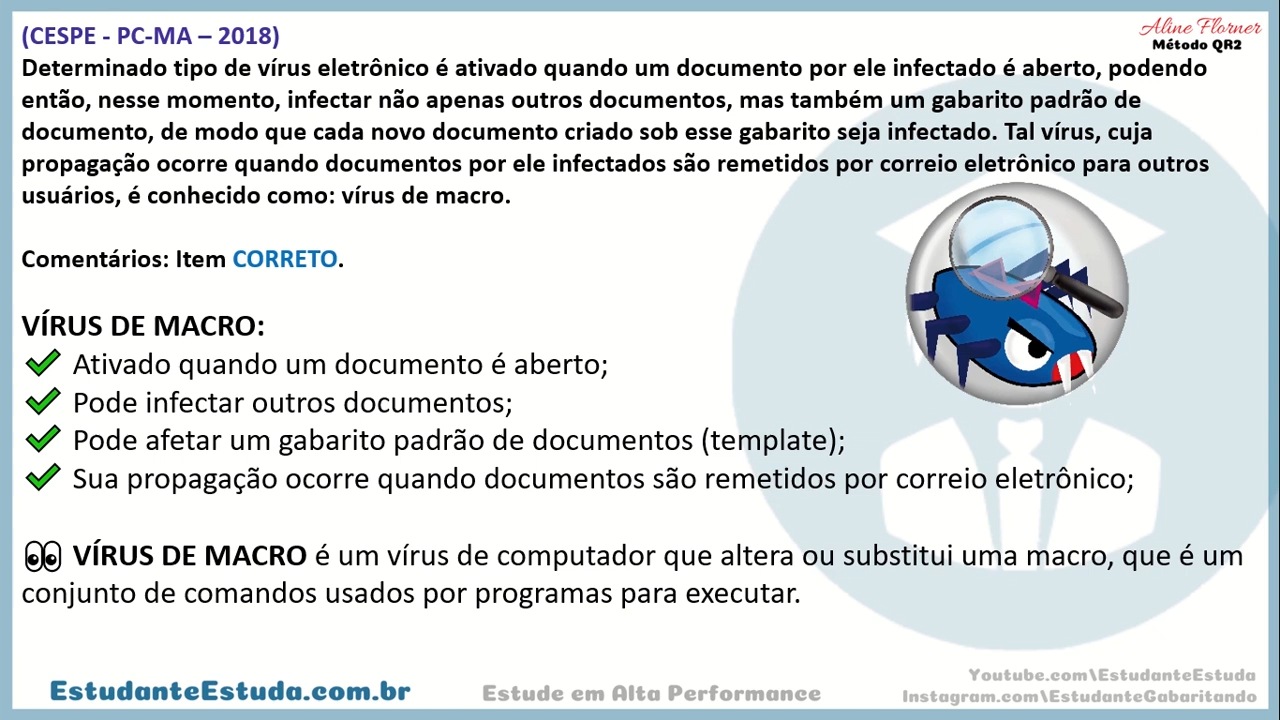 (CESPE - PC-MA – 2018)
Aline Florner
Método QR2
Determinado tipo de vírus eletrônico é ativado quando um documento por ele infectado é aberto, podendo
então, nesse momento, infectar não apenas outros documentos, mas também um gabarito padrão de
documento, de modo que cada novo documento criado sob esse gabarito seja infectado. Tal vírus, cuja
propagação ocorre quando documentos por ele infectados são remetidos por correio eletrônico para outros
usuários, é conhecido como: vírus de macro.
Comentários: Item CORRETO.
VÍRUS DE MACRO:
Ativado quando um documento é aberto;
Pode infectar outros documentos;
Pode afetar um gabarito padrão de documentos (template);
Sua propagação ocorre quando documentos são remetidos por correio eletrônico;
VÍRUS DE MACRO é um vírus de computador que altera ou substitui uma macro, que é um
conjunto de comandos usados por programas para executar.
EstudanteEstuda.com.br
Estude em Alta Performance
Youtube.com\EstudanteEstuda
Instagram.com\EstudanteGabaritando